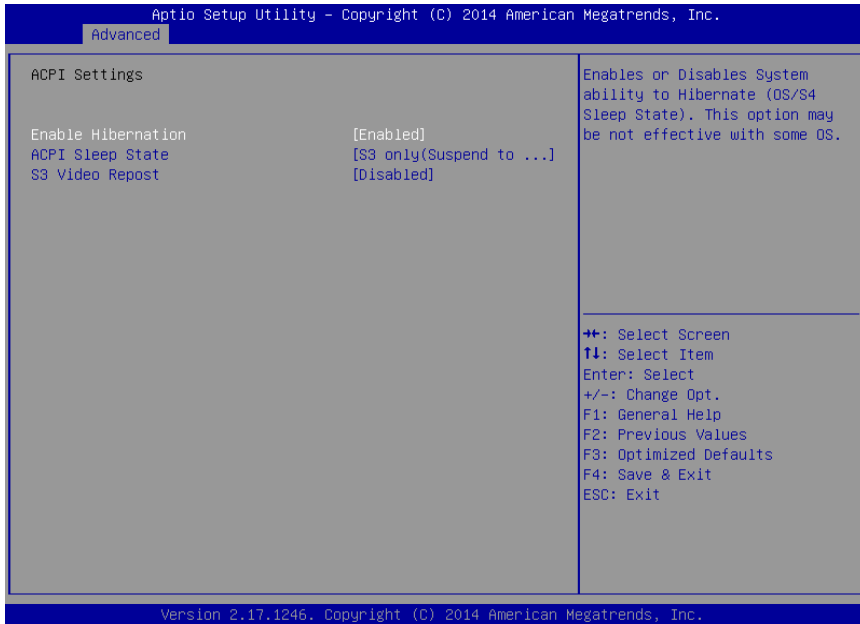 Aptio Setup Utility – Copyright (C) 2014 American Megatrends, Inc.
Advanced
ACPI Settings
Enable Hibernation [Enabled]
ACPI Sleep State [S3 only(Suspend to ...]
S3 Video Repost [Disabled]
Enables or Disables System
ability to Hibernate (OS/S4
Sleep State). This option may
be not effective with some OS.
→←: Select Screen
↑↓: Select Item
Enter: Select
+/-: Change Opt.
F1: General Help
F2: Previous Values
F3: Optimized Defaults
F4: Save & Exit
ESC: Exit
Version 2.17.1246. Copyright (C) 2014 American Megatrends, Inc.